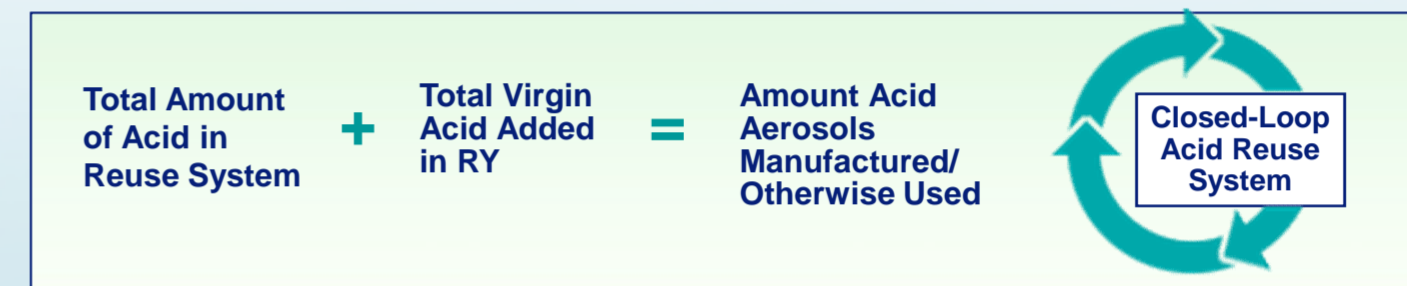 Total Amount
of Acid in
Reuse System
+
Total Virgin
Acid Added
in RY
=
Amount Acid
Aerosols
Manufactured/
Otherwise Used
Closed-Loop
Acid Reuse
System